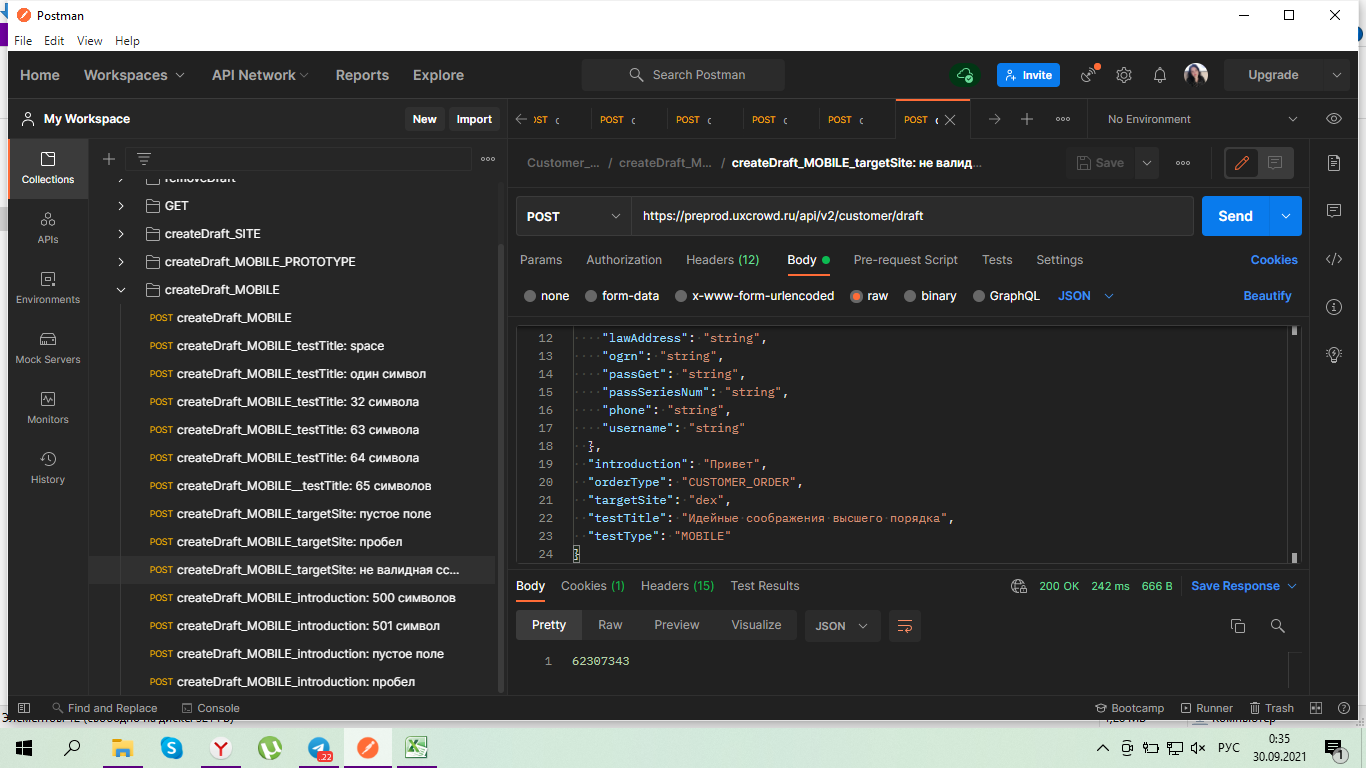 Postman
File Edit View Help
Home Workspaces API Network Reports Explore Search Postman Invite Upgrade
My Workspace New Import
POST POST POST POST POST No Environment
Collections
APIs
Environments
Mock Servers
Monitors
History
removeDraft
GET
createDraft_SITE
createDraft_MOBILE_PROTOTYPE
createDraft_MOBILE
POST createDraft_MOBILE
POST createDraft_MOBILE_testTitle: space
POST createDraft_MOBILE_testTitle: один символ
POST createDraft_MOBILE_testTitle: 32 символа
POST createDraft_MOBILE_testTitle: 63 символа
POST createDraft_MOBILE_testTitle: 64 символа
POST createDraft_MOBILE__testTitle: 65 символов
POST createDraft_MOBILE_targetSite: пустое поле
POST createDraft_MOBILE_targetSite: пробел
POST createDraft_MOBILE_targetSite: не валидная сс...
POST createDraft_MOBILE_introduction: 500 символов
POST createDraft_MOBILE_introduction: 501 символ
POST createDraft_MOBILE_introduction: пустое поле
POST createDraft_MOBILE_introduction: пробел
Customer_... / createDraft_M... / createDraft_MOBILE_targetSite: не валид... Save
POST https://preprod.uxcrowd.ru/api/v2/customer/draft Send
Params Authorization Headers (12) Body Pre-request Script Tests Settings Cookies
none form-data x-www-form-urlencoded raw binary GraphQL JSON Beautify
12 "lawAddress": "string",
13 "ogrn": "string",
14 "passGet": "string",
15 "passSeriesNum": "string",
16 "phone": "string",
17 "username": "string"
18 },
19 "introduction": "Привет",
20 "orderType": "CUSTOMER_ORDER",
21 "targetSite": "dex",
22 "testTitle": "Идейные соображения высшего порядка",
23 "testType": "MOBILE"
24 }
Body Cookies (1) Headers (15) Test Results 200 OK 242 ms 666 B Save Response
Pretty Raw Preview Visualize JSON
1 62307343
Find and Replace Console Bootcamp Runner Trash
22 РУС 0:35
30.09.2021 1